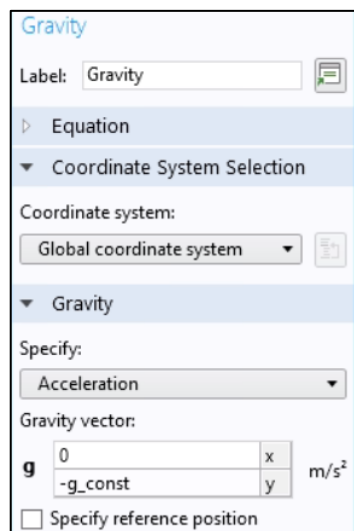 Gravity
Label: Gravity
Equation
Coordinate System Selection
Coordinate system:
Global coordinate system
Gravity
Specify:
Acceleration
Gravity vector:
g 0 x m/s²
-g_const y
Specify reference position